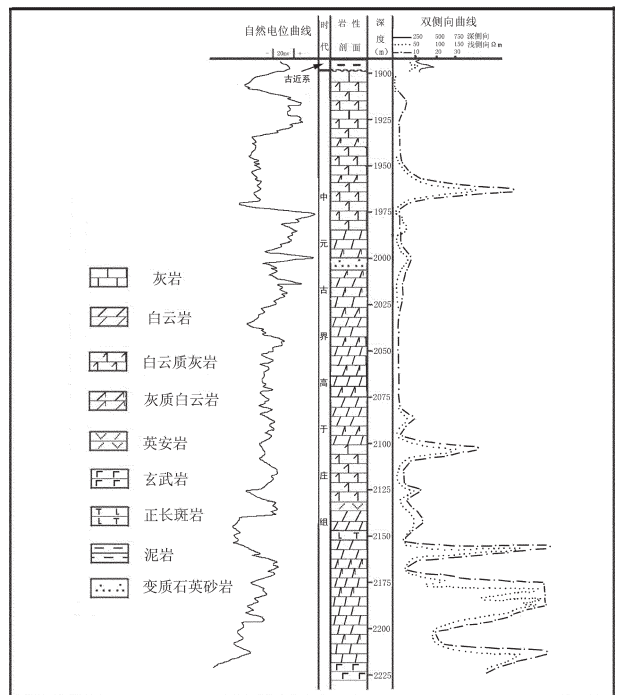 自然电位曲线
时代
岩性
剖面
深度
(m)
双侧向曲线
20mv
250 500 750 深侧向
50 100 150 浅侧向 Ωm
10 20 30
古近系
中元古界高于庄组
1900
1925
1950
1975
2000
2025
2050
2075
2100
2125
2150
2175
2200
2225
灰岩
白云岩
白云质灰岩
灰质白云岩
英安岩
玄武岩
正长斑岩
泥岩
变质石英砂岩